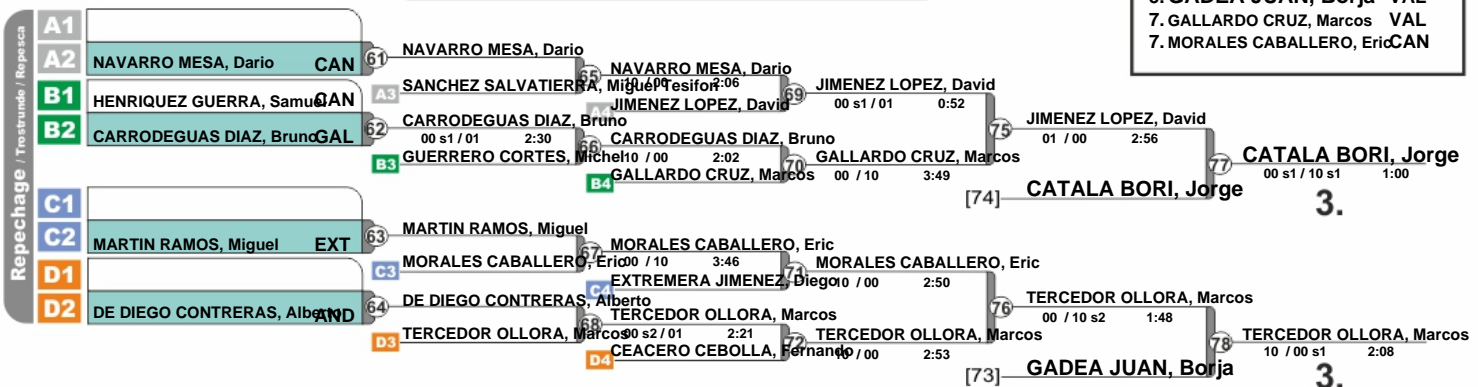 GADEA JUAN, Borja VAL
7. GALLARDO CRUZ, Marcos VAL
7. MORALES CABALLERO, Eric CAN
Repechage / Trostrunde / Repesca
A1
A2 NAVARRO MESA, Dario CAN
B1 HENRIQUEZ GUERRA, Samuel CAN
B2 CARRODEGUAS DIAZ, Bruno GAL
C1
C2 MARTIN RAMOS, Miguel EXT
D1
D2 DE DIEGO CONTRERAS, Alberto AND
61 NAVARRO MESA, Dario
A3 SANCHEZ SALVATIERRA, Miguel Tesifon
62 CARRODEGUAS DIAZ, Bruno
00 s1 / 01 2:30
B3 GUERRERO CORTES, Michel
63 MARTIN RAMOS, Miguel
C3 MORALES CABALLERO, Eric
64 DE DIEGO CONTRERAS, Alberto
D3 TERCEDOR OLLORA, Marcos
65 NAVARRO MESA, Dario
10 / 00 2:06
A4 JIMENEZ LOPEZ, David
66 CARRODEGUAS DIAZ, Bruno
10 / 00 2:02
B4 GALLARDO CRUZ, Marcos
67 MORALES CABALLERO, Eric
00 / 10 3:46
C4 EXTREMERA JIMENEZ, Diego
68 TERCEDOR OLLORA, Marcos
00 s2 / 01 2:21
D4 CEACERO CEBOLLA, Fernando
69 JIMENEZ LOPEZ, David
00 s1 / 01 0:52
70 GALLARDO CRUZ, Marcos
00 / 10 3:49
71 MORALES CABALLERO, Eric
10 / 00 2:50
72 TERCEDOR OLLORA, Marcos
10 / 00 2:53
75 JIMENEZ LOPEZ, David
01 / 00 2:56
[74] CATALA BORI, Jorge
76 TERCEDOR OLLORA, Marcos
00 / 10 s2 1:48
[73] GADEA JUAN, Borja
77 CATALA BORI, Jorge
00 s1 / 10 s1 1:00
3.
78 TERCEDOR OLLORA, Marcos
10 / 00 s1 2:08
3.